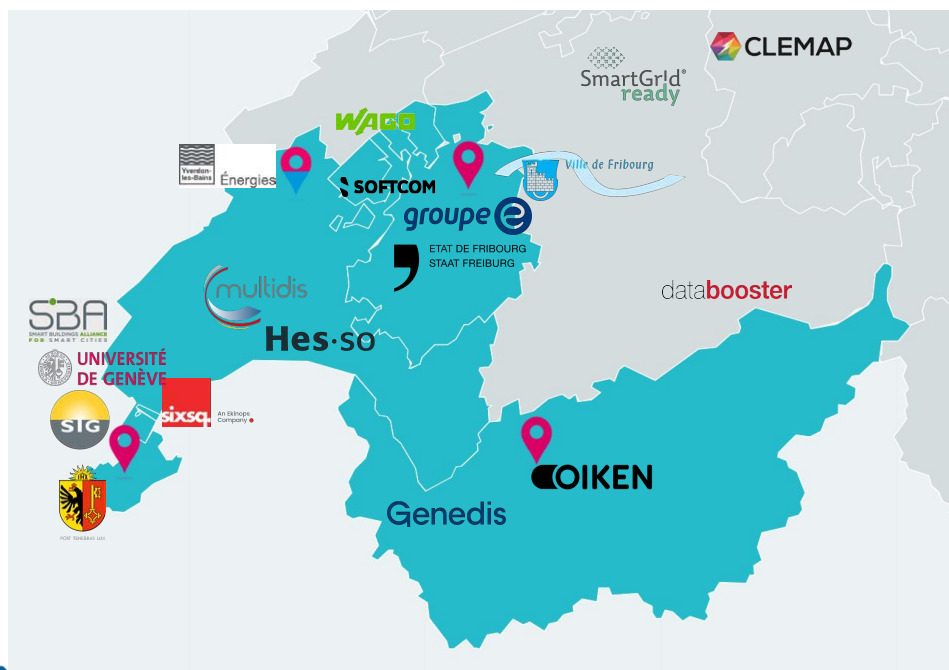 CLEMAP
SmartGr!d®
ready
WAGO
Yverdon-
les-Bains
Énergies
SOFTCOM
Ville de Fribourg
groupe e
ETAT DE FRIBOURG
STAAT FREIBURG
multidis
databooster
SBA
SMART BUILDINGS ALLIANCE
FOR SMART CITIES
Hes·so
UNIVERSITÉ
DE GENÈVE
sixsq.
An Ekinops
Company
SIG
OIKEN
Genedis
POST TENEBRAS LUX